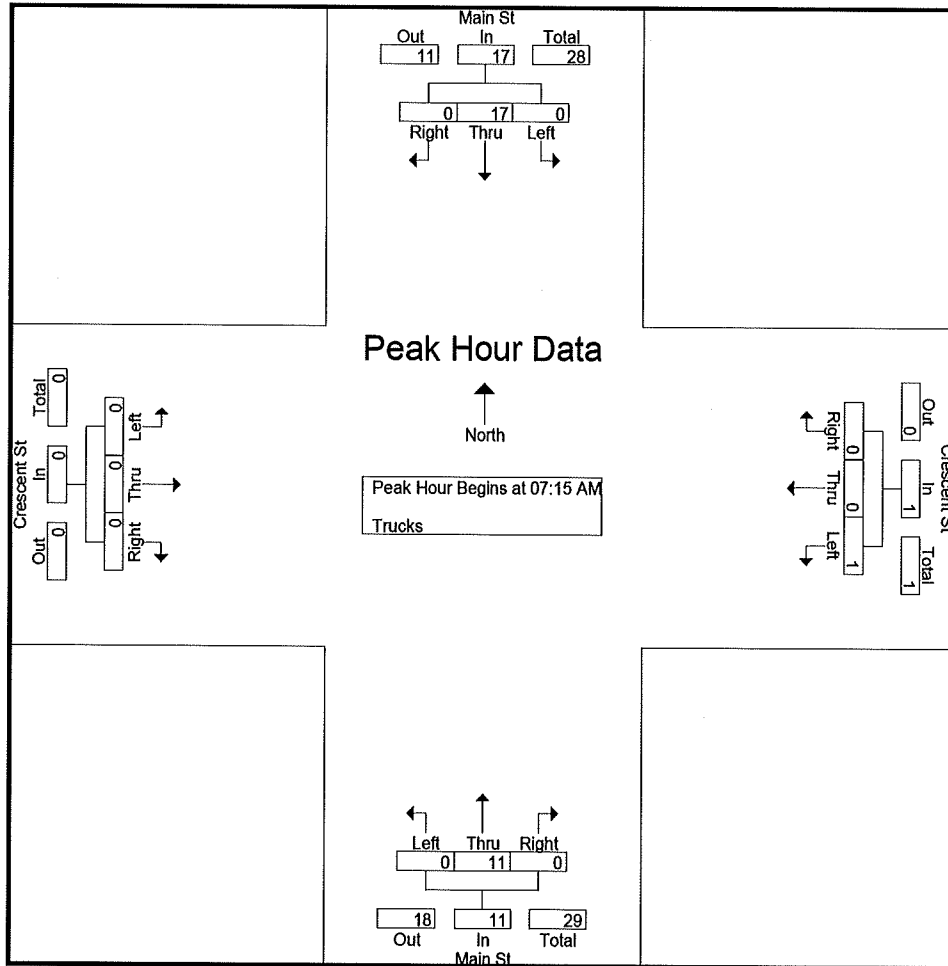 Main St
Out In Total
11 17 28
0 17 0
Right Thru Left
Peak Hour Data
North
Peak Hour Begins at 07:15 AM
Trucks
Crescent St
Total In Out
0 0 0
0 0 0
Left Thru Right
Crescent St
Out In Total
0 1 1
0 0 1
Right Thru Left
Left Thru Right
0 11 0
18 11 29
Out In Total
Main St